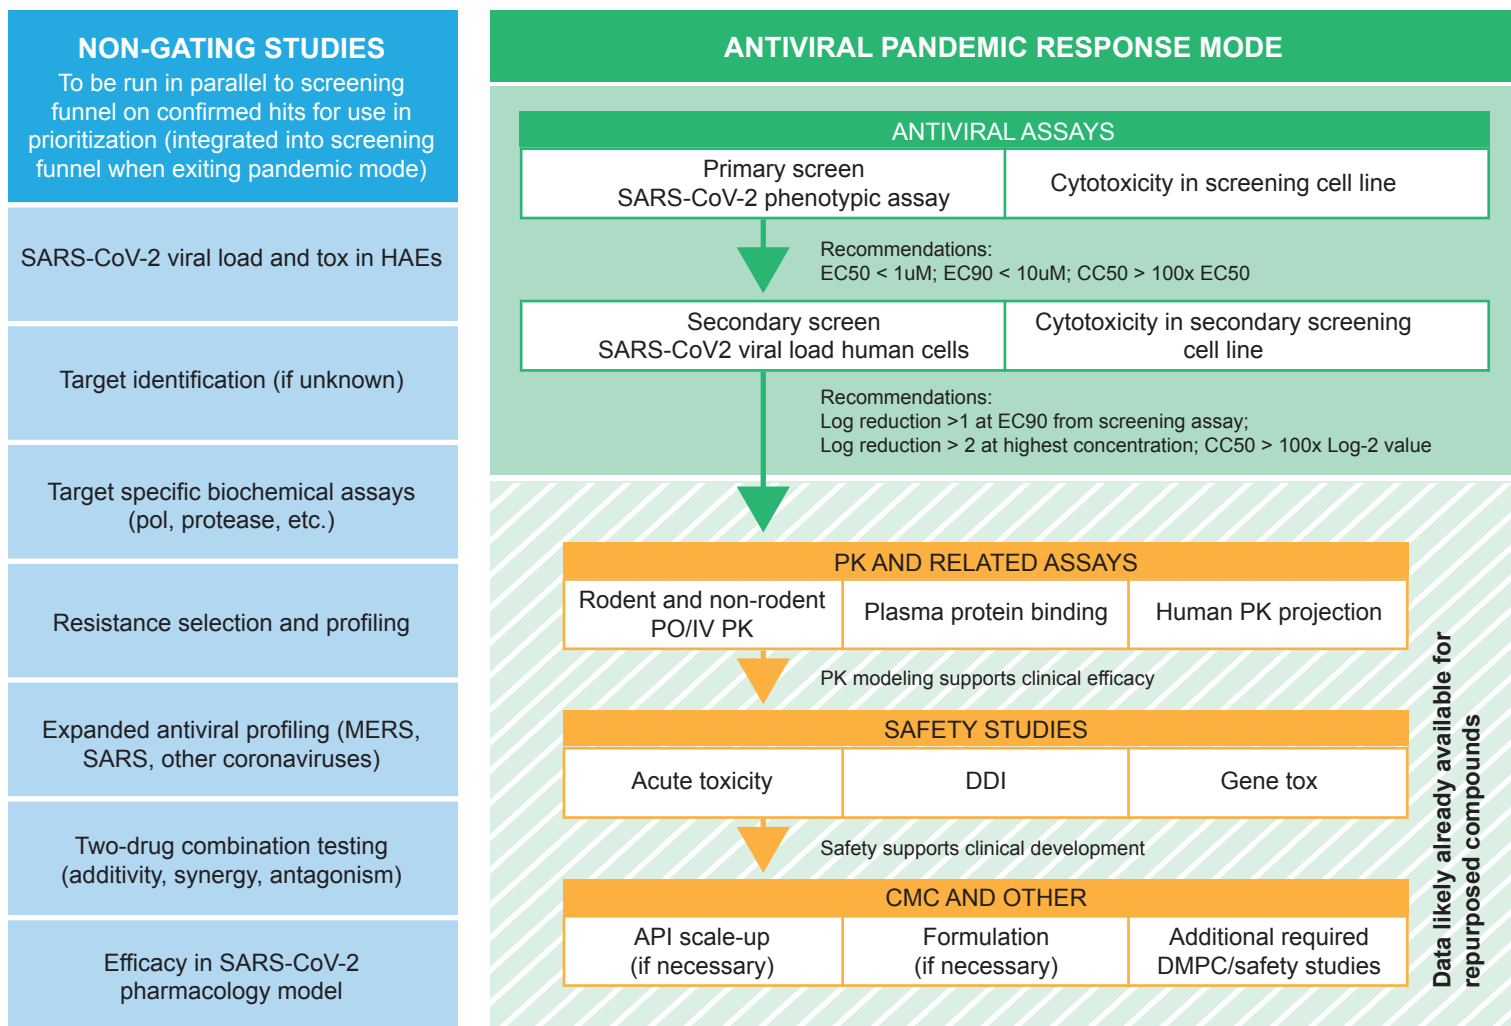 NON-GATING STUDIES
To be run in parallel to screening
funnel on confirmed hits for use in
prioritization (integrated into screening
funnel when exiting pandemic mode)
SARS-CoV-2 viral load and tox in HAEs
Target identification (if unknown)
Target specific biochemical assays
(pol, protease, etc.)
Resistance selection and profiling
Expanded antiviral profiling (MERS,
SARS, other coronaviruses)
Two-drug combination testing
(additivity, synergy, antagonism)
Efficacy in SARS-CoV-2
pharmacology model
ANTIVIRAL PANDEMIC RESPONSE MODE
ANTIVIRAL ASSAYS
Primary screen
SARS-CoV-2 phenotypic assay
Cytotoxicity in screening cell line
Recommendations:
EC50 < 1uM; EC90 < 10uM; CC50 > 100x EC50
Secondary screen
SARS-CoV2 viral load human cells
Cytotoxicity in secondary screening
cell line
Recommendations:
Log reduction >1 at EC90 from screening assay;
Log reduction > 2 at highest concentration; CC50 > 100x Log-2 value
PK AND RELATED ASSAYS
Rodent and non-rodent
PO/IV PK
Plasma protein binding
Human PK projection
PK modeling supports clinical efficacy
SAFETY STUDIES
Acute toxicity
DDI
Gene tox
Safety supports clinical development
CMC AND OTHER
API scale-up
(if necessary)
Formulation
(if necessary)
Additional required
DMPC/safety studies
Data likely already available for
repurposed compounds